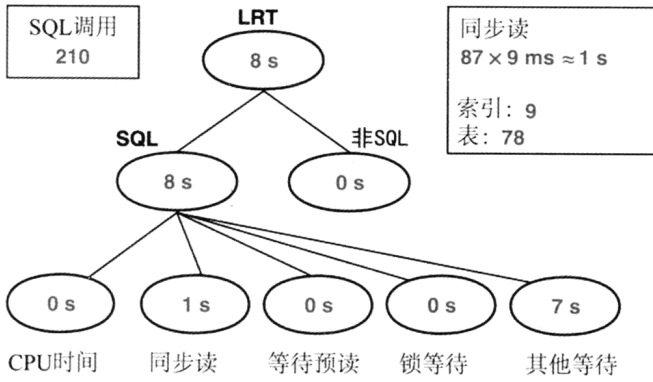 SQL调用
210
LRT
8 s
同步读
87 × 9 ms ≈ 1 s
索引：9
表：78
SQL
8 s
非SQL
0 s
0 s
1 s
0 s
0 s
7 s
CPU时间
同步读
等待预读
锁等待
其他等待